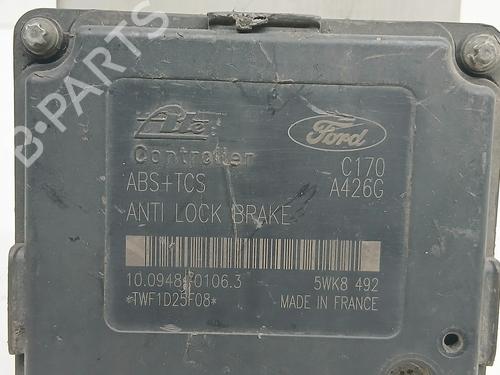 B-PARTS
Ate
Ford
Controller
C170
ABS+TCS
A426G
ANTI LOCK BRAKE
10.0948-0106.3
5WK8 492
*TWF1D25F08*
MADE IN FRANCE